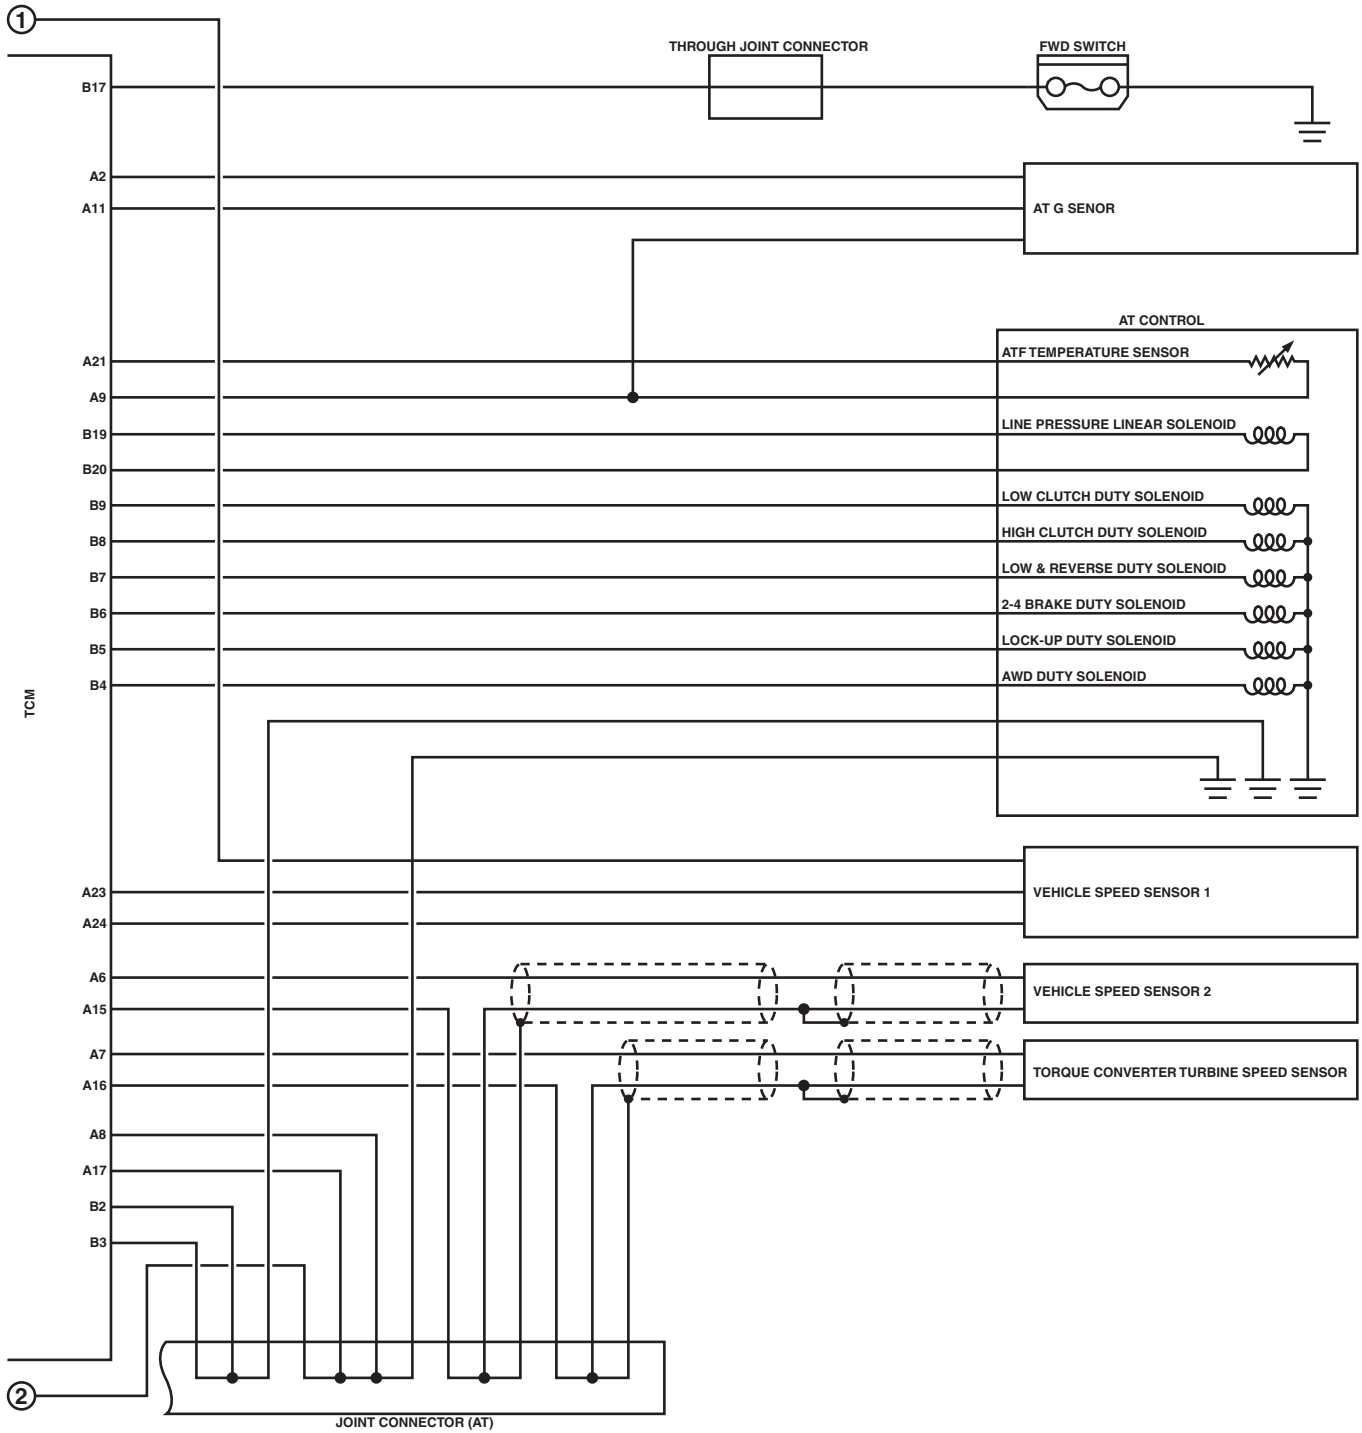 1
THROUGH JOINT CONNECTOR
FWD SWITCH
B17
A2
A11
AT G SENOR
AT CONTROL
A21
ATF TEMPERATURE SENSOR
A9
B19
LINE PRESSURE LINEAR SOLENOID
B20
B9
LOW CLUTCH DUTY SOLENOID
B8
HIGH CLUTCH DUTY SOLENOID
B7
LOW & REVERSE DUTY SOLENOID
B6
2-4 BRAKE DUTY SOLENOID
B5
LOCK-UP DUTY SOLENOID
B4
AWD DUTY SOLENOID
TCM
A23
VEHICLE SPEED SENSOR 1
A24
A6
VEHICLE SPEED SENSOR 2
A15
A7
TORQUE CONVERTER TURBINE SPEED SENSOR
A16
A8
A17
B2
B3
2
JOINT CONNECTOR (AT)